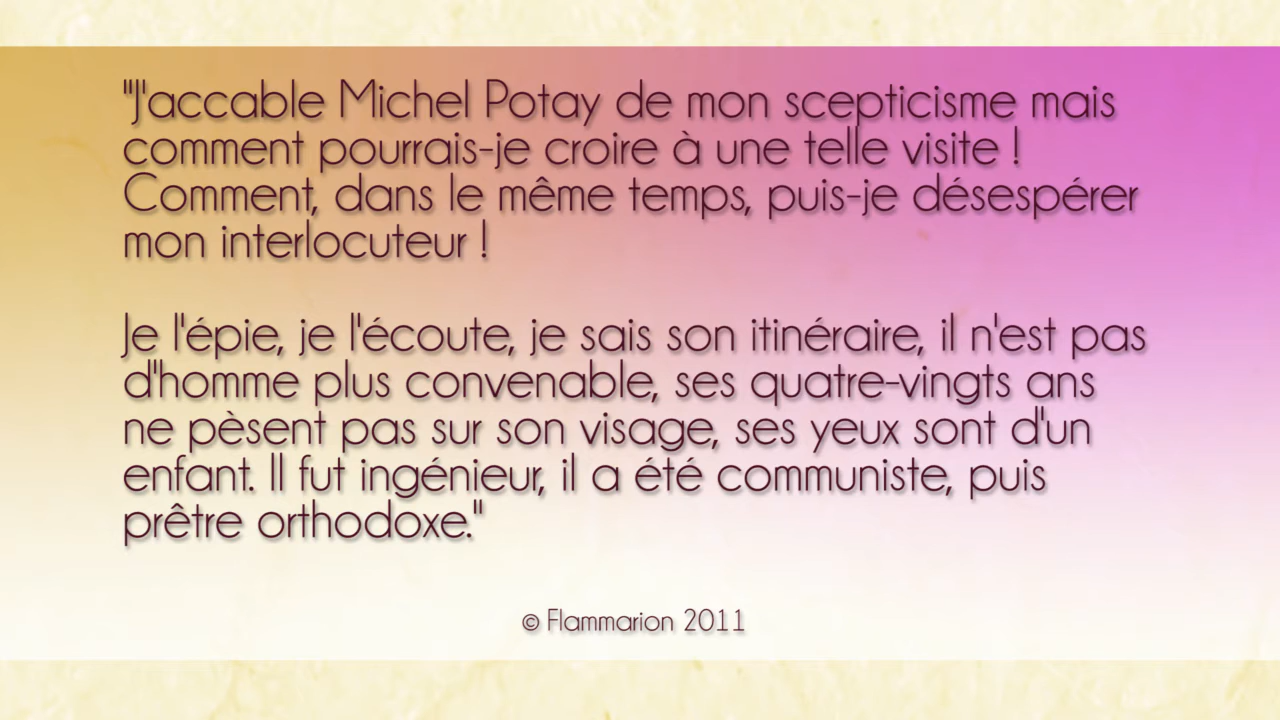 "J'accable Michel Potay de mon scepticisme mais
comment pourrais-je croire à une telle visite !
Comment, dans le même temps, puis-je désespérer
mon interlocuteur !
Je l'épie, je l'écoute, je sais son itinéraire, il n'est pas
d'homme plus convenable, ses quatre-vingts ans
ne pèsent pas sur son visage, ses yeux sont d'un
enfant. Il fut ingénieur, il a été communiste, puis
prêtre orthodoxe."
© Flammarion 2011